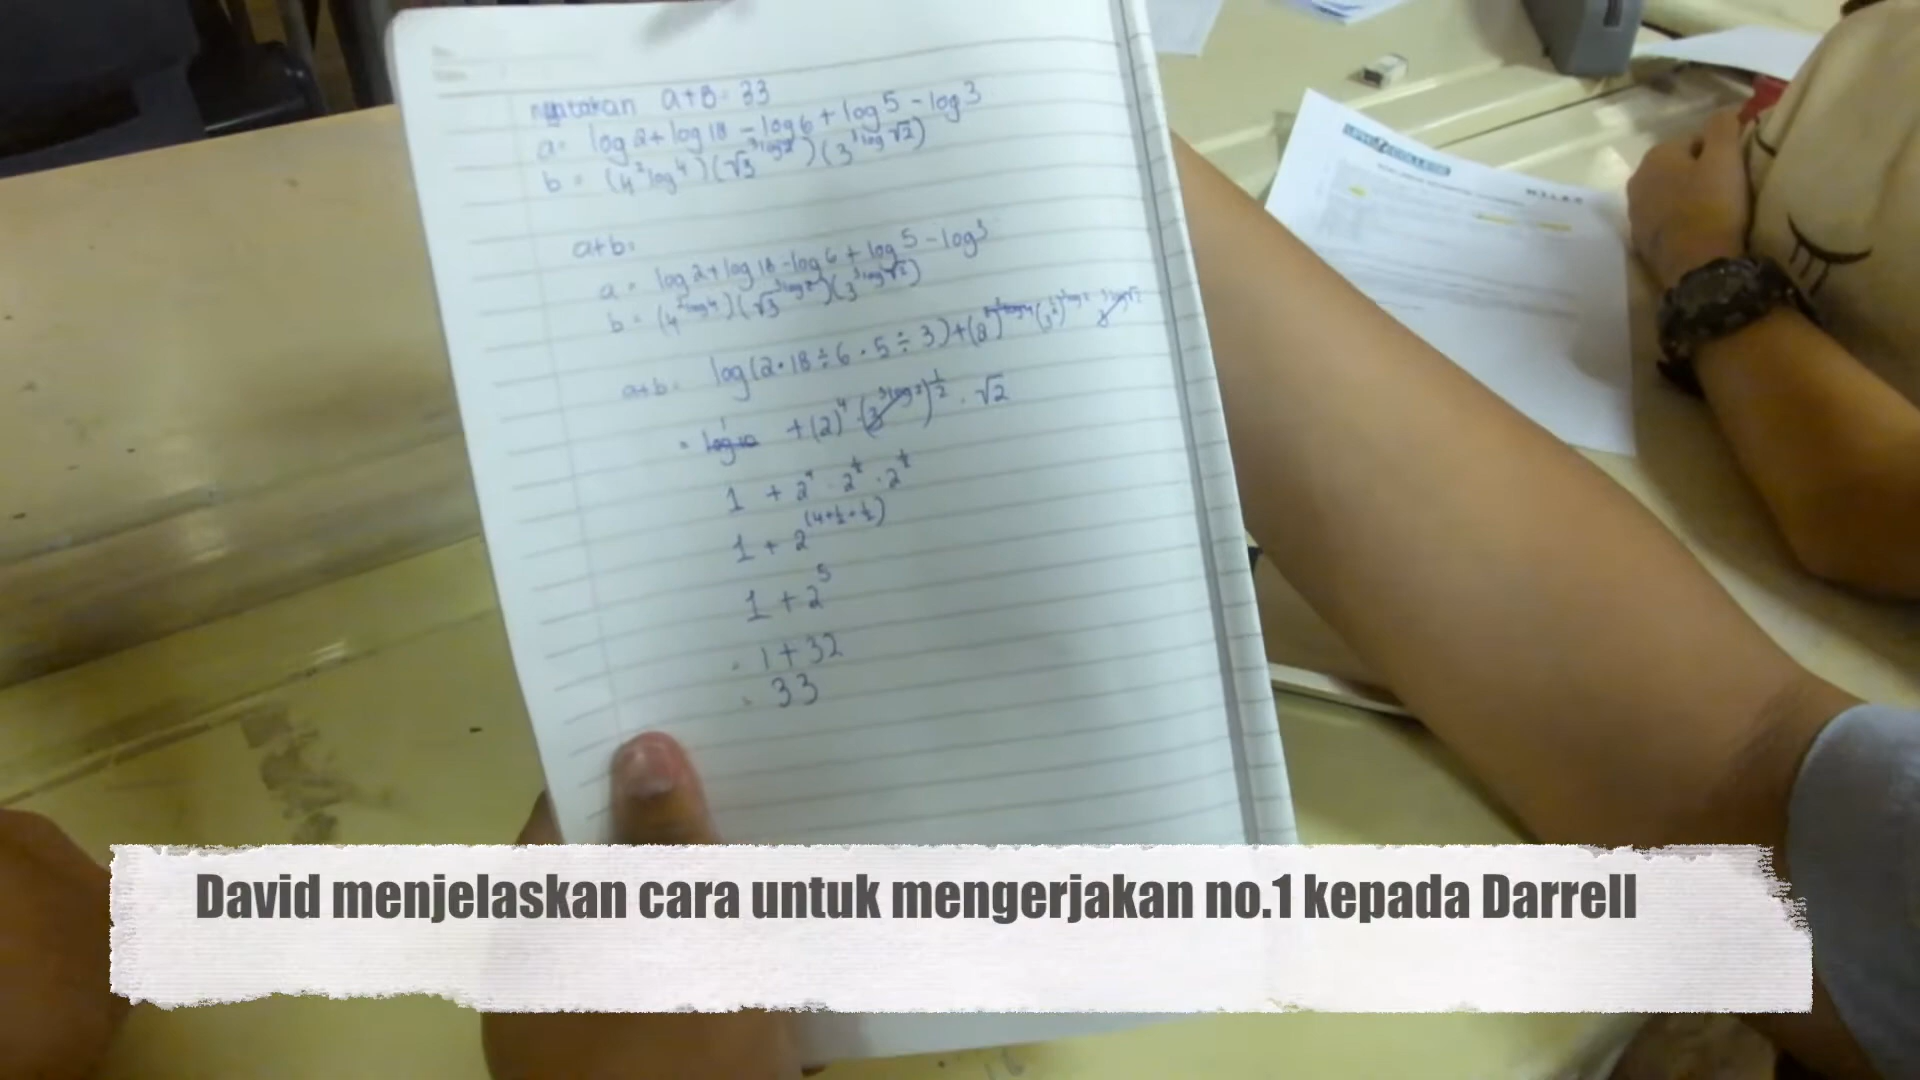 nyatakan a+B = 33
a = log 2 + log 18 - log 6 + log 5 - log 3
b = (4 ²log 4) (√3 ³log 2) (3 ³log √2)
a+b =
a = log 2 + log 18 - log 6 + log 5 - log 3
b = (4 ²log 4) (√3 ³log 2) (3 ³log √2)
a+b = log (2 • 18 ÷ 6 • 5 ÷ 3) +
= log 10 1 + (2)⁴ · (3 ³log 2)^½ · √2
1 + 2⁴ · 2^½ · 2^½
1 + 2^(4+½+½)
1 + 2⁵
= 1 + 32
= 33
David menjelaskan cara untuk mengerjakan no.1 kepada Darrell